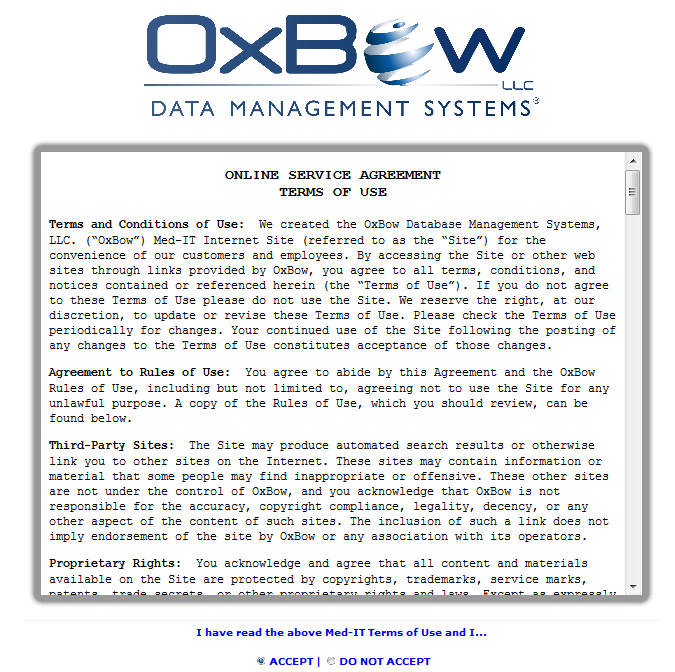 OxBow
LLC
DATA MANAGEMENT SYSTEMS®
ONLINE SERVICE AGREEMENT
TERMS OF USE
Terms and Conditions of Use:  We created the OxBow Database Management Systems,
LLC. (“OxBow”) Med-IT Internet Site (referred to as the “Site”) for the
convenience of our customers and employees. By accessing the Site or other web
sites through links provided by OxBow, you agree to all terms, conditions, and
notices contained or referenced herein (the “Terms of Use”). If you do not agree
to these Terms of Use please do not use the Site. We reserve the right, at our
discretion, to update or revise these Terms of Use. Please check the Terms of Use
periodically for changes. Your continued use of the Site following the posting of
any changes to the Terms of Use constitutes acceptance of those changes.
Agreement to Rules of Use:  You agree to abide by this Agreement and the OxBow
Rules of Use, including but not limited to, agreeing not to use the Site for any
unlawful purpose. A copy of the Rules of Use, which you should review, can be
found below.
Third-Party Sites:  The Site may produce automated search results or otherwise
link you to other sites on the Internet. These sites may contain information or
material that some people may find inappropriate or offensive. These other sites
are not under the control of OxBow, and you acknowledge that OxBow is not
responsible for the accuracy, copyright compliance, legality, decency, or any
other aspect of the content of such sites. The inclusion of such a link does not
imply endorsement of the site by OxBow or any association with its operators.
Proprietary Rights:  You acknowledge and agree that all content and materials
available on the Site are protected by copyrights, trademarks, service marks,
patents, trade secrets, or other proprietary rights and laws. Except as expressly
I have read the above Med-IT Terms of Use and I...
ACCEPT | DO NOT ACCEPT